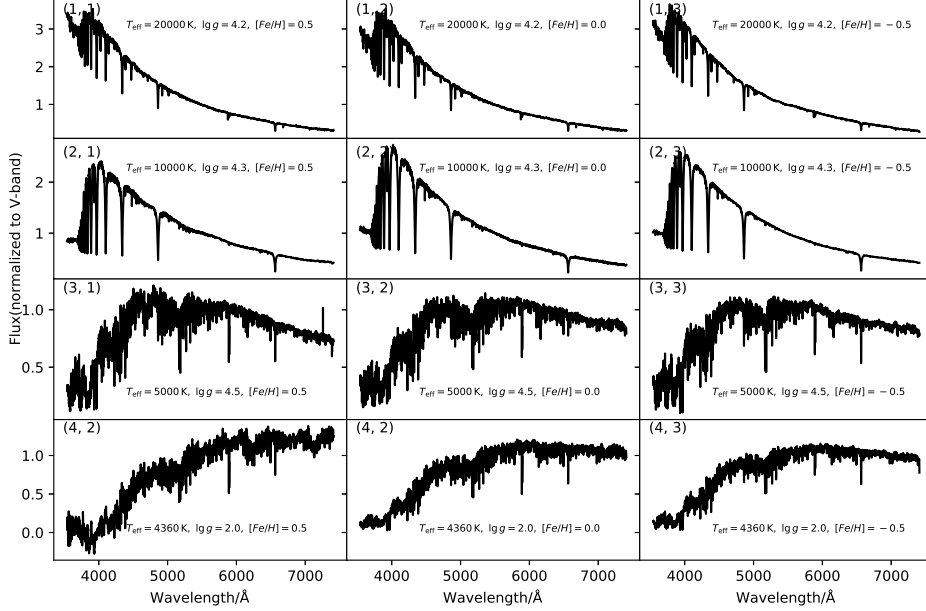 (1, 1)
T_eff = 20000 K, lg g = 4.2, [Fe/H] = 0.5
(1, 2)
T_eff = 20000 K, lg g = 4.2, [Fe/H] = 0.0
(1, 3)
T_eff = 20000 K, lg g = 4.2, [Fe/H] = −0.5
3
2
1
(2, 1)
T_eff = 10000 K, lg g = 4.3, [Fe/H] = 0.5
(2, 2)
T_eff = 10000 K, lg g = 4.3, [Fe/H] = 0.0
(2, 3)
T_eff = 10000 K, lg g = 4.3, [Fe/H] = −0.5
2
1
Flux(normalized to V-band)
(3, 1)
T_eff = 5000 K, lg g = 4.5, [Fe/H] = 0.5
(3, 2)
T_eff = 5000 K, lg g = 4.5, [Fe/H] = 0.0
(3, 3)
T_eff = 5000 K, lg g = 4.5, [Fe/H] = −0.5
1.0
0.5
(4, 2)
T_eff = 4360 K, lg g = 2.0, [Fe/H] = 0.5
(4, 2)
T_eff = 4360 K, lg g = 2.0, [Fe/H] = 0.0
(4, 3)
T_eff = 4360 K, lg g = 2.0, [Fe/H] = −0.5
1.0
0.5
0.0
4000 5000 6000 7000
4000 5000 6000 7000
4000 5000 6000 7000
Wavelength/Å
Wavelength/Å
Wavelength/Å